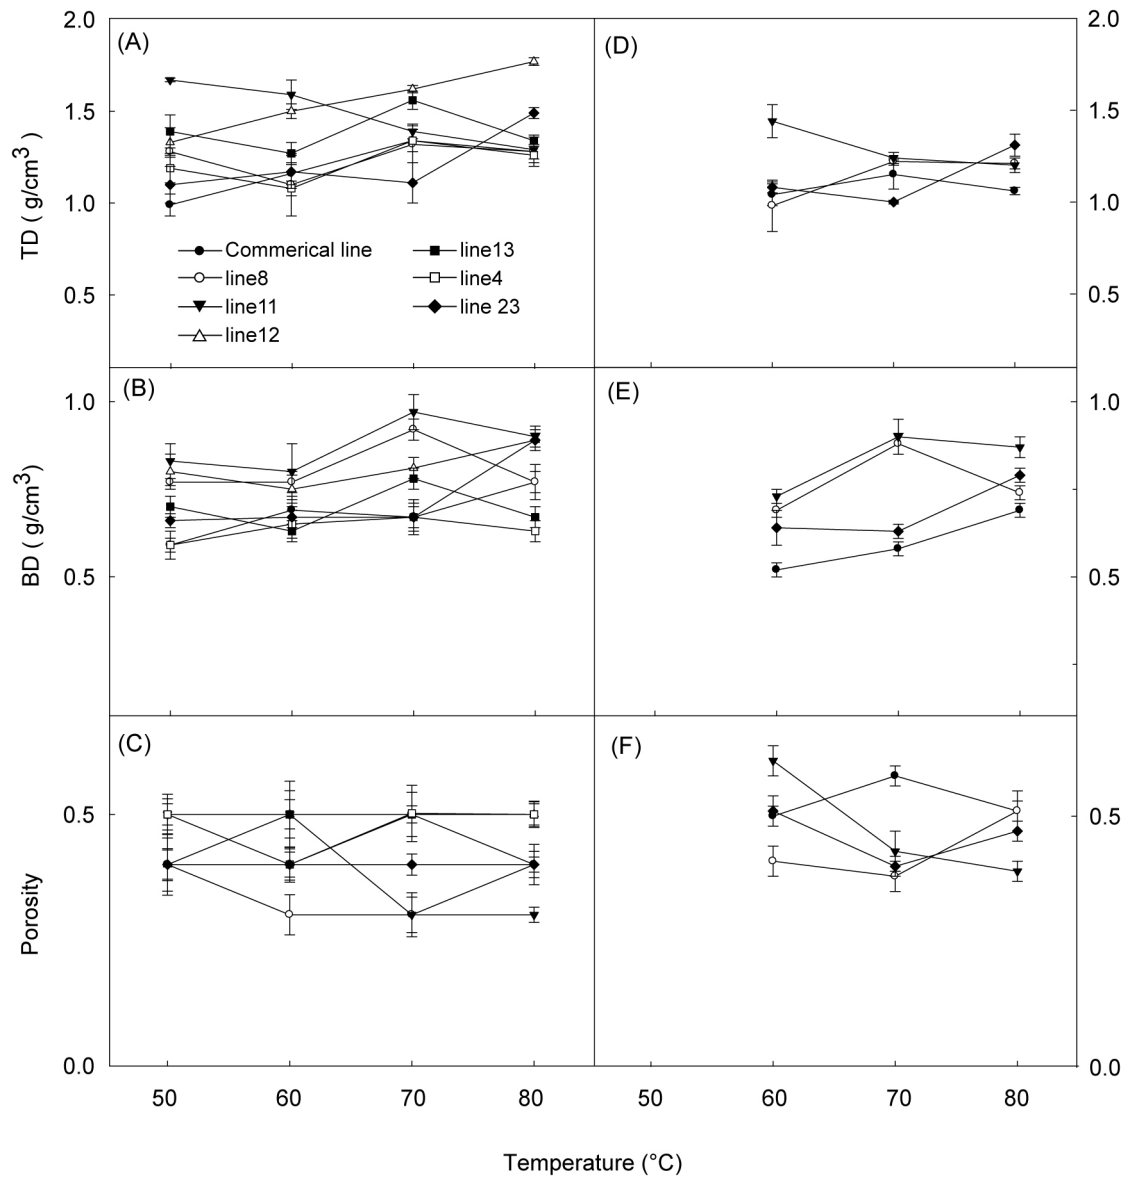 2.0 (A) (D) 2.0
1.5 1.5
1.0 1.0
0.5 0.5
TD ( g/cm3 )
Commerical line line13
line8 line4
line11 line 23
line12
(B) (E)
1.0 1.0
0.5 0.5
BD ( g/cm3)
(C) (F)
0.5 0.5
0.0 0.0
Porosity
50 60 70 80 60 70 80
Temperature (°C)